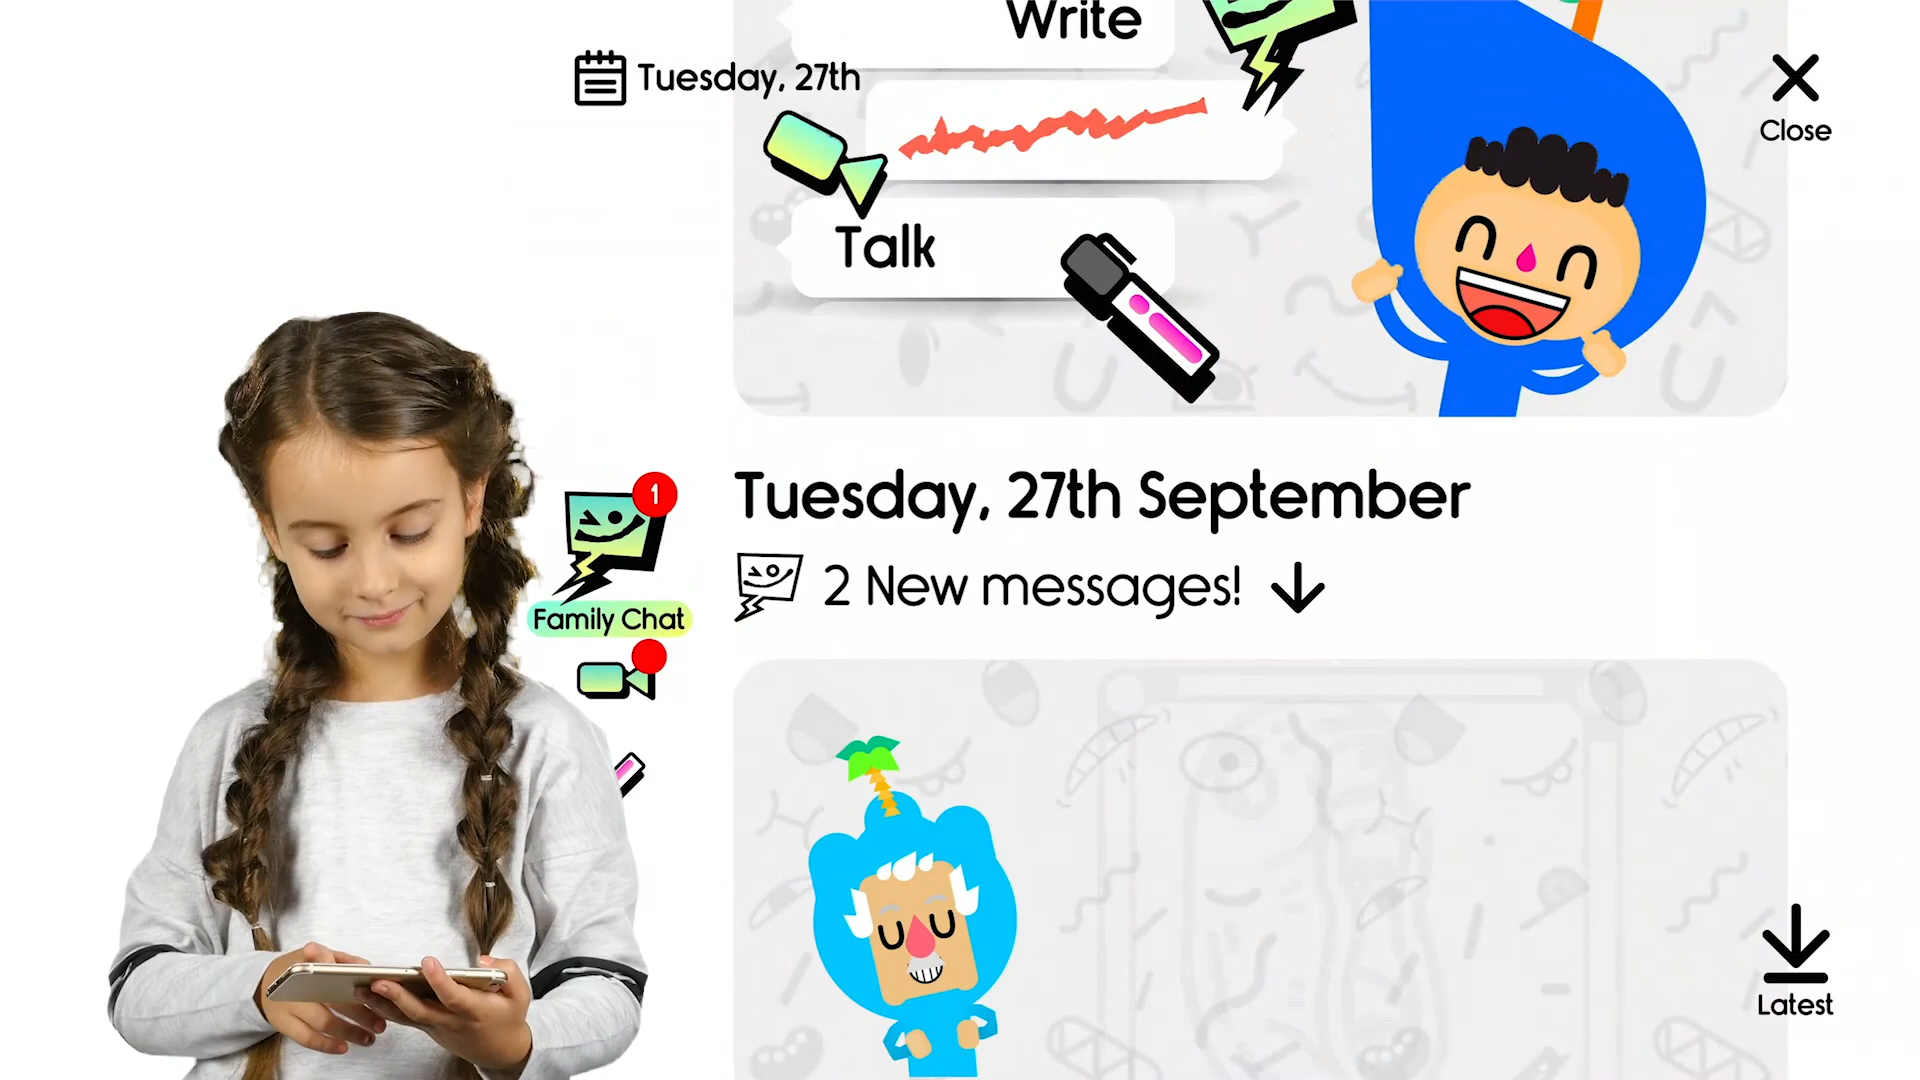 Write
Tuesday, 27th
Close
Talk
1
Family Chat
Tuesday, 27th September
2 New messages!
Latest